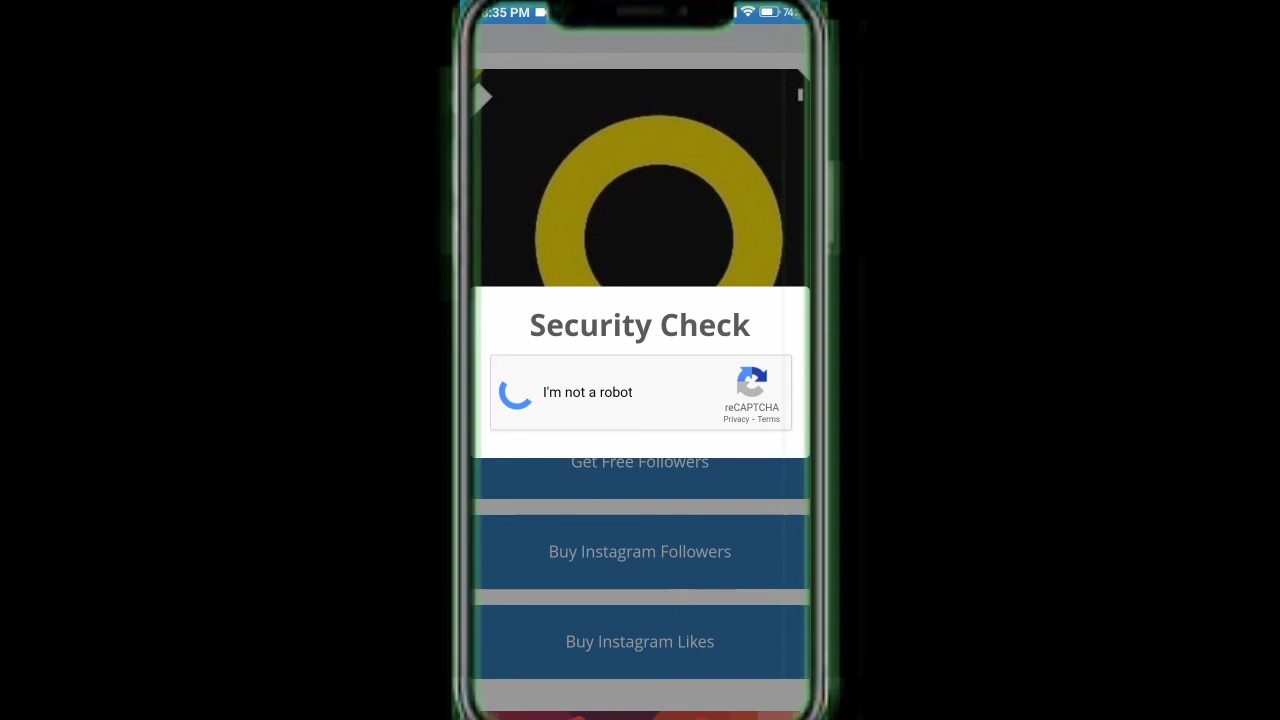 :35 PM
74%
Security Check
I'm not a robot
reCAPTCHA
Privacy - Terms
Get Free Followers
Buy Instagram Followers
Buy Instagram Likes